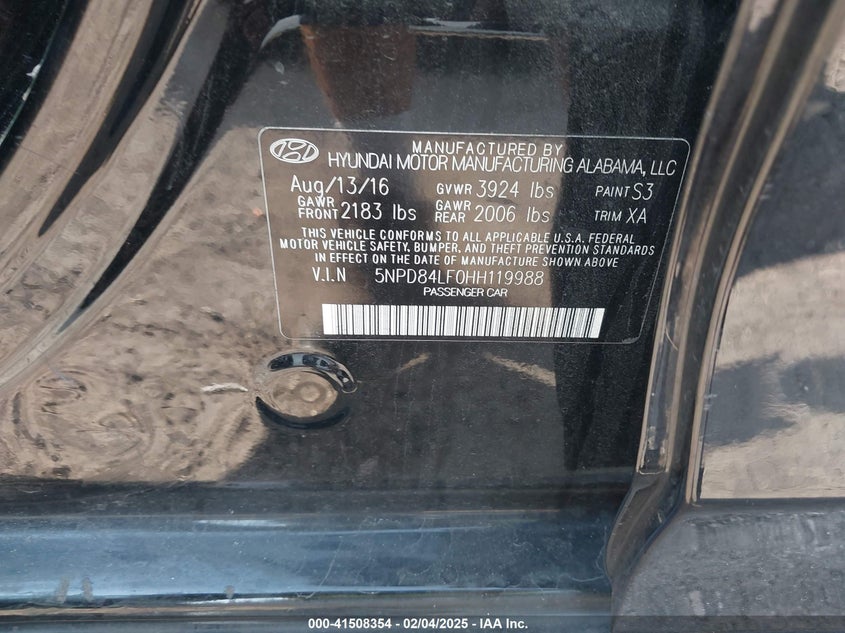 MANUFACTURED BY
HYUNDAI MOTOR MANUFACTURING ALABAMA, LLC
Aug/13/16 GVWR 3924 lbs PAINT S3
GAWR FRONT 2183 lbs GAWR REAR 2006 lbs TRIM XA
THIS VEHICLE CONFORMS TO ALL APPLICABLE U.S.A. FEDERAL
MOTOR VEHICLE SAFETY, BUMPER, AND THEFT PREVENTION STANDARDS
IN EFFECT ON THE DATE OF MANUFACTURE SHOWN ABOVE
V.I.N 5NPD84LF0HH119988
PASSENGER CAR
000-41508354 - 02/04/2025 - IAA Inc.